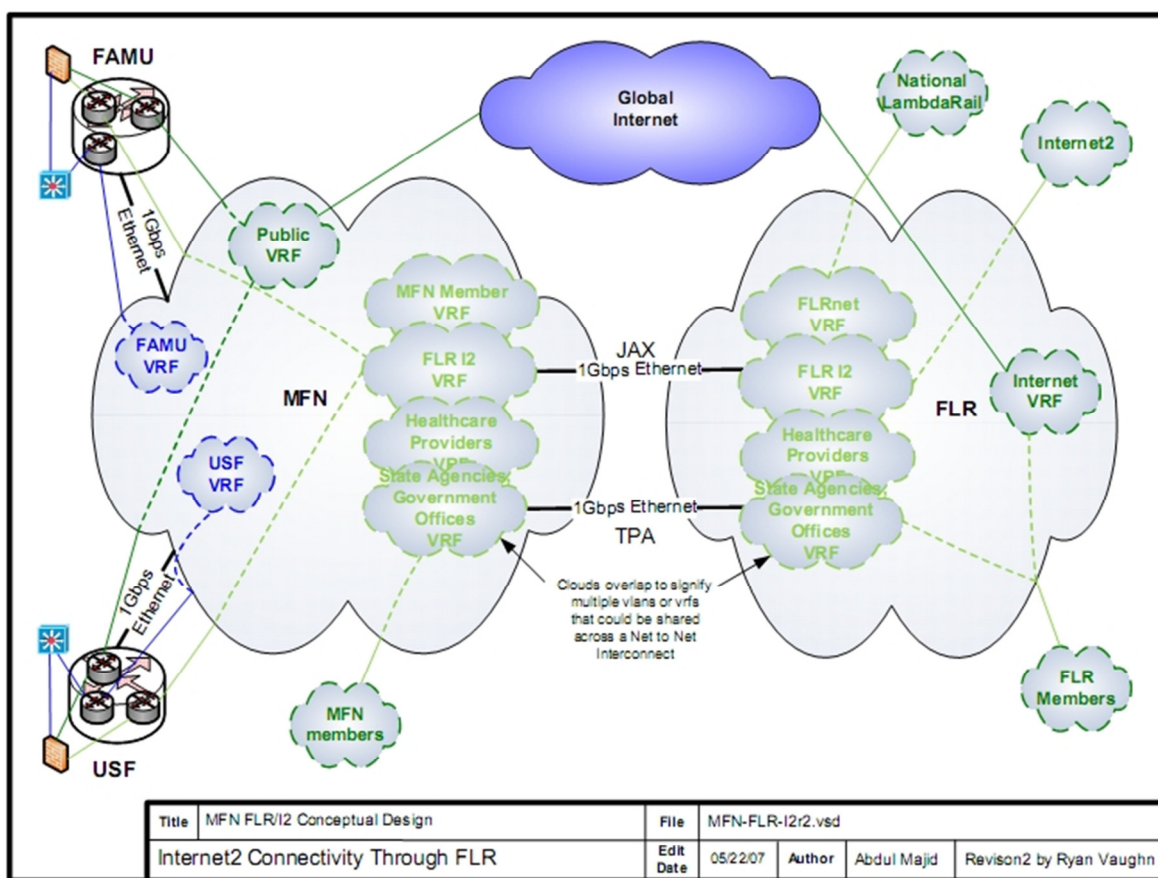 FAMU
Global
Internet
National
LambdaRail
Internet2
1Gbps
Ethernet
Public
VRF
MFN Member
VRF
FLRnet
VRF
FAMU
VRF
FLR I2
VRF
JAX
1Gbps Ethernet
FLR I2
VRF
MFN
Internet
VRF
FLR
Healthcare
Providers
VRF
Healthcare
Providers
VRF
USF
VRF
State Agencies,
Government
Offices
VRF
1Gbps Ethernet
TPA
State Agencies,
Government
Offices
VRF
1Gbps
Ethernet
Clouds overlap to signify
multiple vlans or vrfs
that could be shared
across a Net to Net
Interconnect
MFN
members
FLR
Members
USF
Title MFN FLR/I2 Conceptual Design File MFN-FLR-I2r2.vsd
Internet2 Connectivity Through FLR Edit Date 05/22/07 Author Abdul Majid Revison2 by Ryan Vaughn